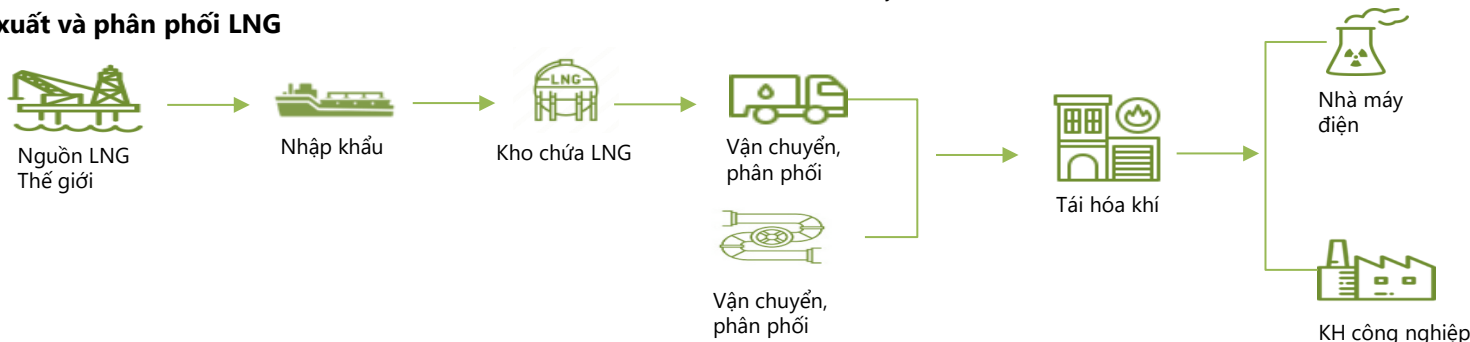 xuất và phân phối LNG
Nguồn LNG
Thế giới
Nhập khẩu
LNG
Kho chứa LNG
Vận chuyển,
phân phối
Vận chuyển,
phân phối
Tái hóa khí
Nhà máy
điện
KH công nghiệp